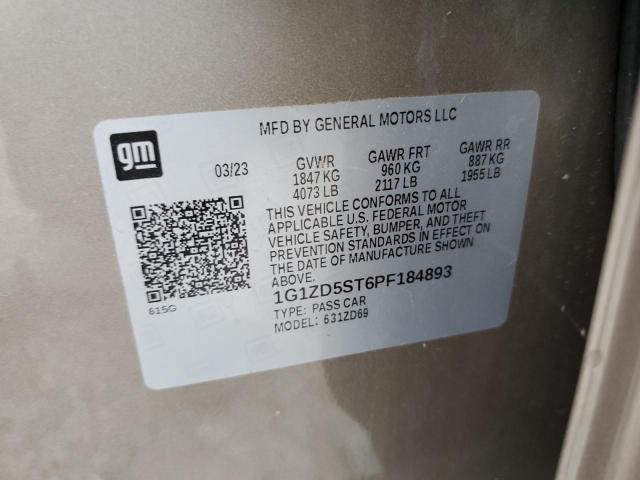 MFD BY GENERAL MOTORS LLC
gm
03/23 GVWR GAWR FRT GAWR RR
1847 KG 960 KG 887 KG
4073 LB 2117 LB 1955 LB
THIS VEHICLE CONFORMS TO ALL
APPLICABLE U.S. FEDERAL MOTOR
VEHICLE SAFETY, BUMPER, AND THEFT
PREVENTION STANDARDS IN EFFECT ON
THE DATE OF MANUFACTURE SHOWN
ABOVE.
1G1ZD5ST6PF184893
TYPE: PASS CAR
MODEL: 631ZD69
615G